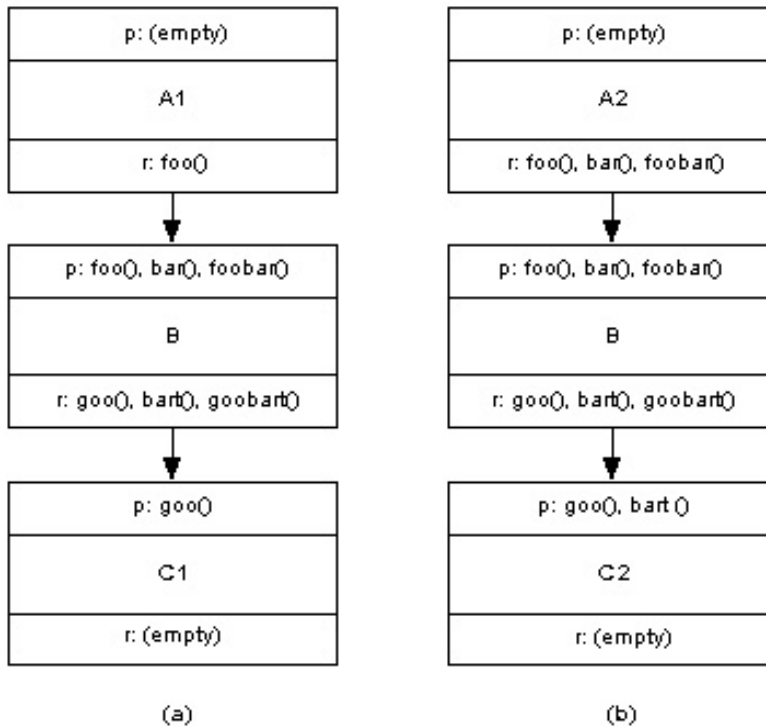 p: (empty)
A1
r: foo()
p: foo(), bar(), foobar()
B
r: goo(), bart(), goobart()
p: goo()
C1
r: (empty)
(a)
p: (empty)
A2
r: foo(), bar(), foobar()
p: foo(), bar(), foobar()
B
r: goo(), bart(), goobart()
p: goo(), bart ()
C2
r: (empty)
(b)